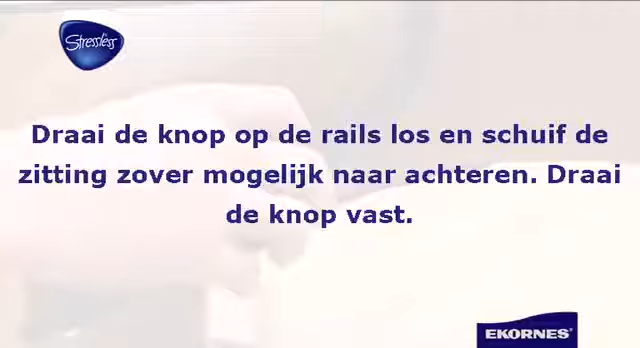 Stressless
Draai de knop op de rails los en schuif de
zitting zover mogelijk naar achteren. Draai
de knop vast.
EKORNES®